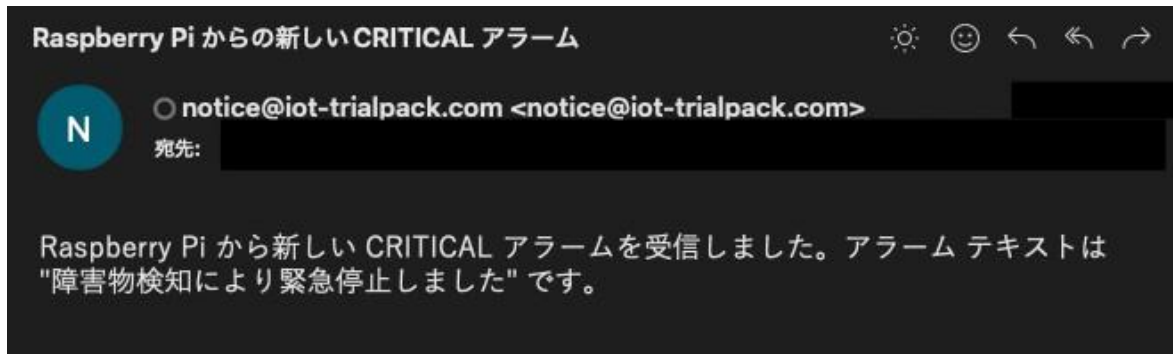 Raspberry Pi からの新しい CRITICAL アラーム
N
notice@iot-trialpack.com <notice@iot-trialpack.com>
宛先:
Raspberry Pi から新しい CRITICAL アラームを受信しました。アラーム テキストは
"障害物検知により緊急停止しました" です。